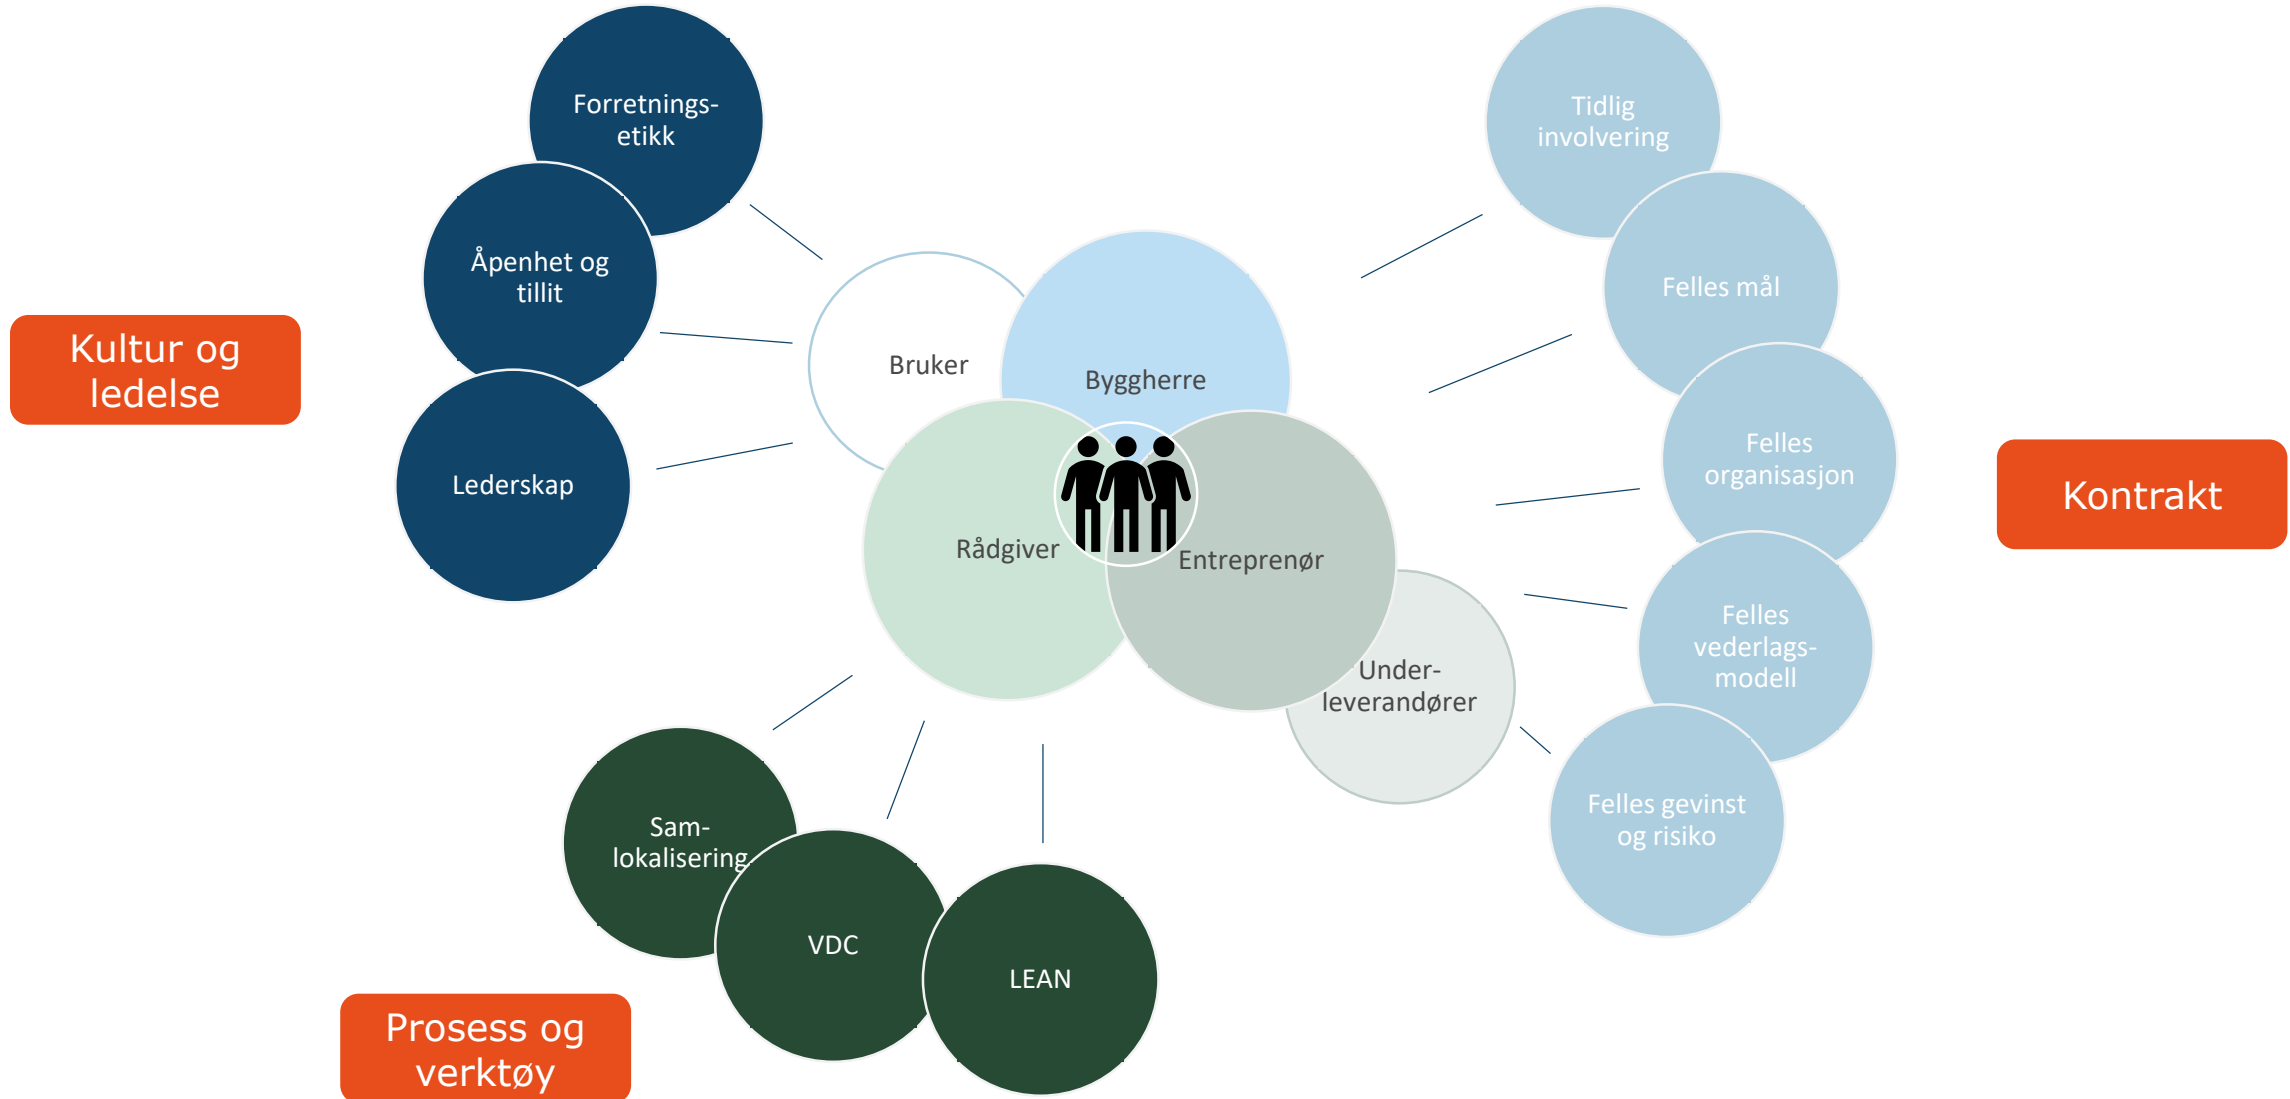 Forretnings-
etikk
Åpenhet og
tillit
Lederskap
Kultur og
ledelse
Bruker
Byggherre
Rådgiver
Entreprenør
Under-
leverandører
Tidlig
involvering
Felles mål
Felles
organisasjon
Felles
vederlags-
modell
Felles gevinst
og risiko
Kontrakt
Sam-
lokalisering
VDC
LEAN
Prosess og
verktøy